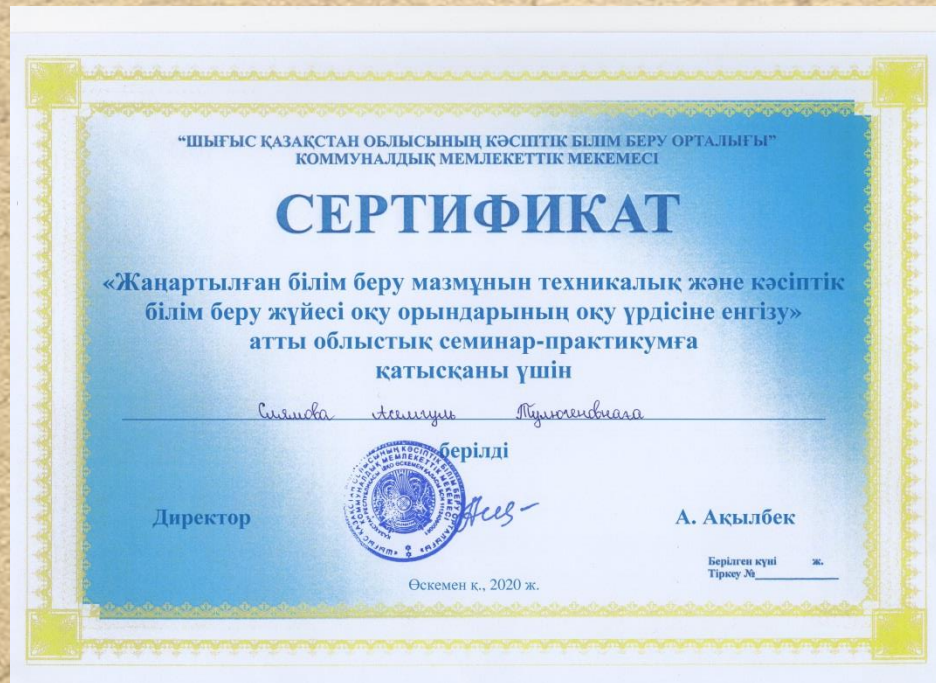 “ШЫҒЫС ҚАЗАҚСТАН ОБЛЫСЫНЫҢ КӘСІПТІК БІЛІМ БЕРУ ОРТАЛЫҒЫ”
КОММУНАЛДЫҚ МЕМЛЕКЕТТІК МЕКЕМЕСІ
СЕРТИФИКАТ
«Жаңартылған білім беру мазмұнын техникалық және кәсіптік
білім беру жүйесі оқу орындарының оқу үрдісіне енгізу»
атты облыстық семинар-практикумға
қатысқаны үшін
Асемгуль Тулюгеновнаға
берілді
Директор
А. Ақылбек
Берілген күні ж.
Тіркеу №
Өскемен қ., 2020 ж.